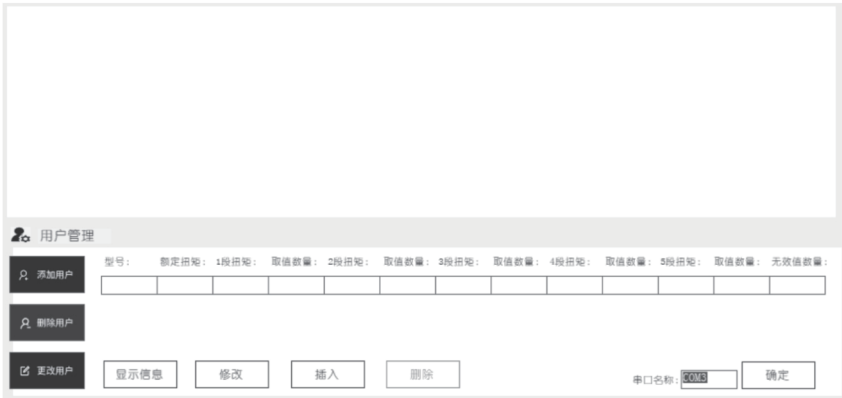 用户管理
型号: 额定扭矩: 1段扭矩: 取值数量: 2段扭矩: 取值数量: 3段扭矩: 取值数量: 4段扭矩: 取值数量: 5段扭矩: 取值数量: 无效值数量:
添加用户
删除用户
更改用户
显示信息 修改 插入 删除 串口名称: COM3 确定